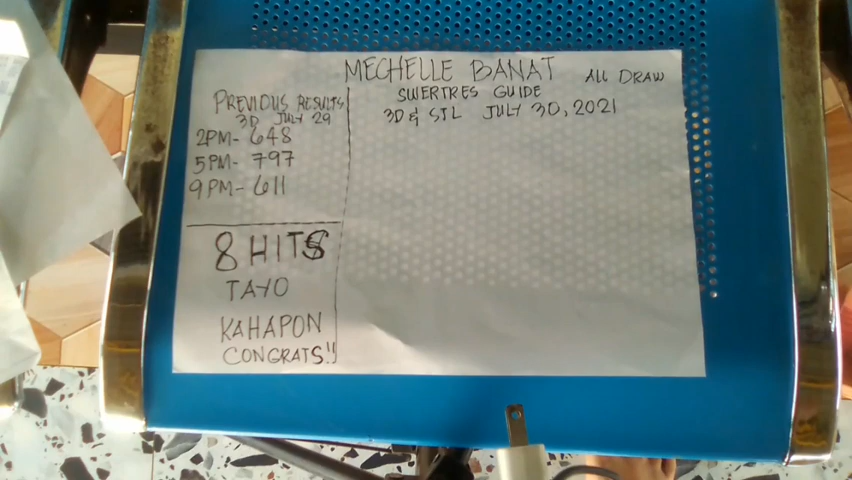 MECHELLE BANAT ALL DRAW
SWERTRES GUIDE
3D & STL JULY 30, 2021
PREVIOUS RESULTS
3D JULY 29
2PM- 648
5PM- 797
9PM- 611
8 HITS
TAYO
KAHAPON
CONGRATS!!